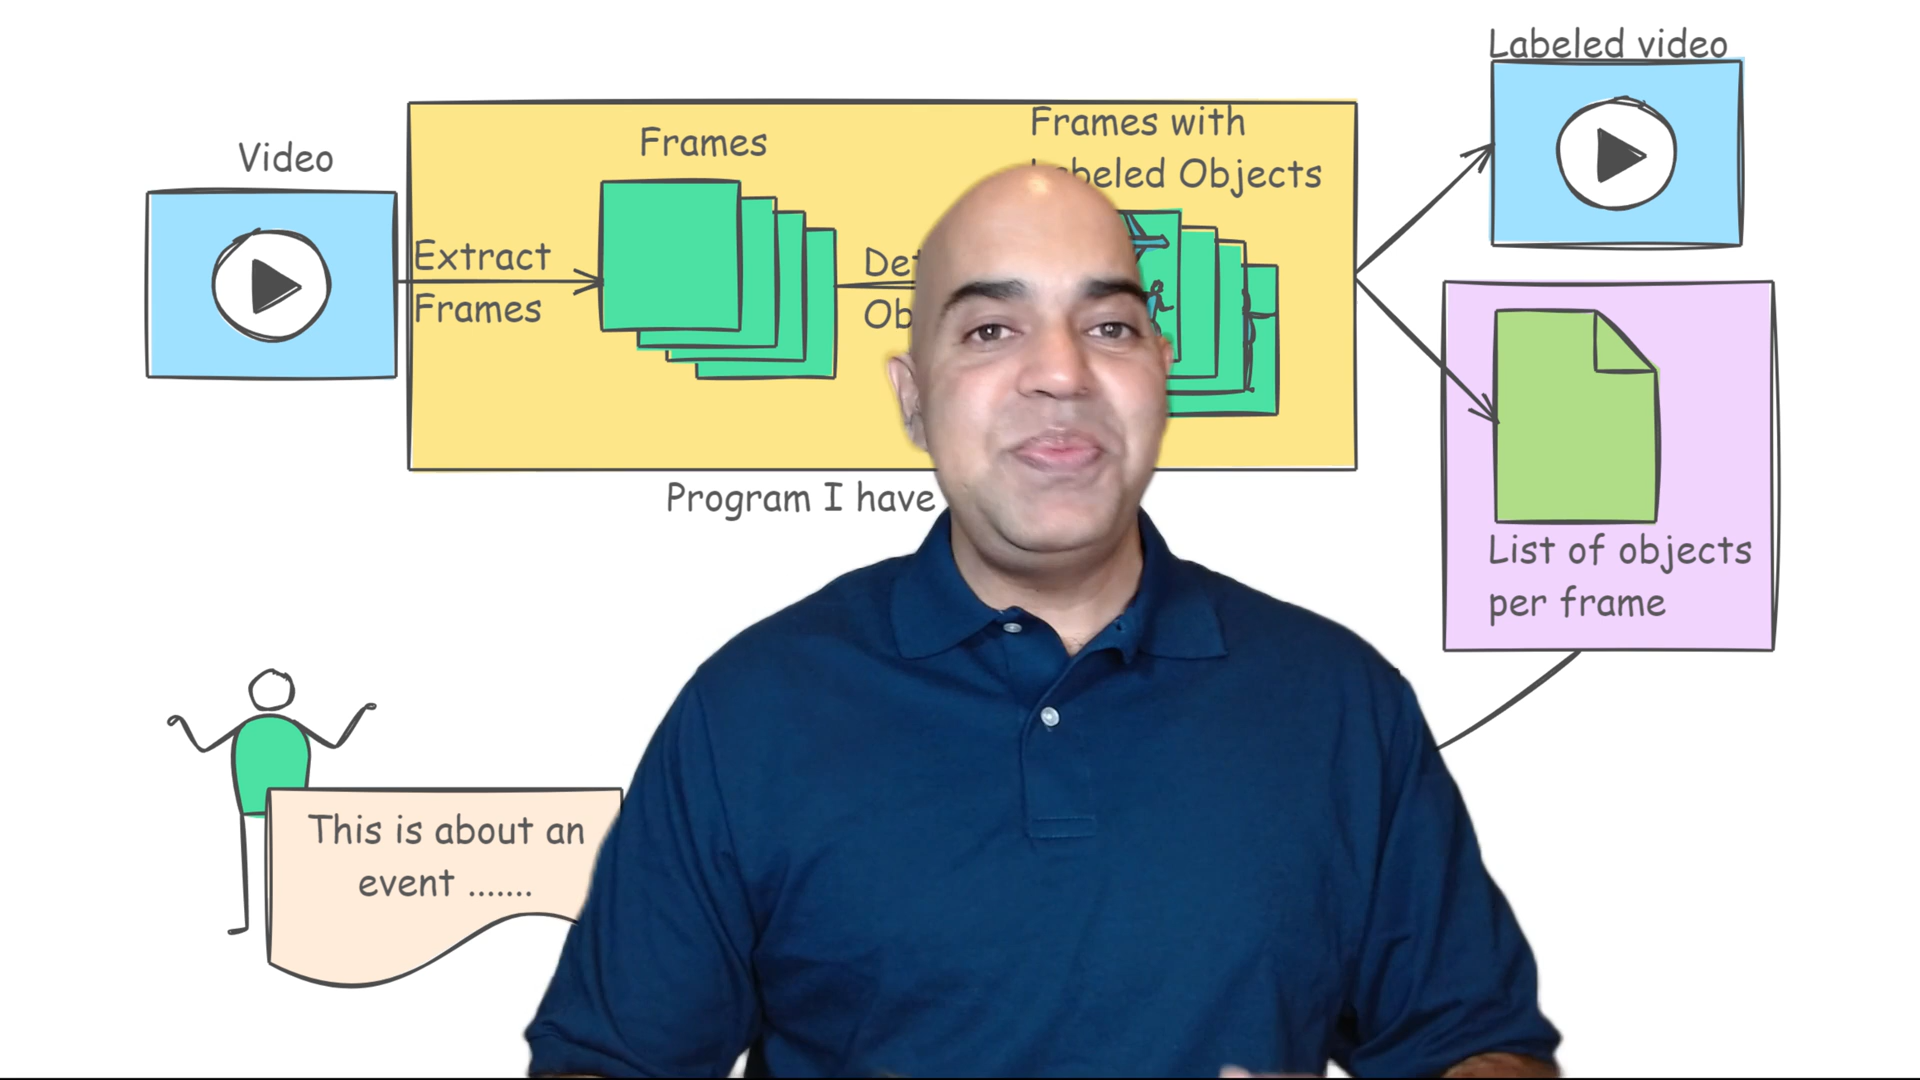 Labeled video
Video
Frames
Frames with
Objects
Extract
Frames
Program I have
List of objects
per frame
This is about an
event .......